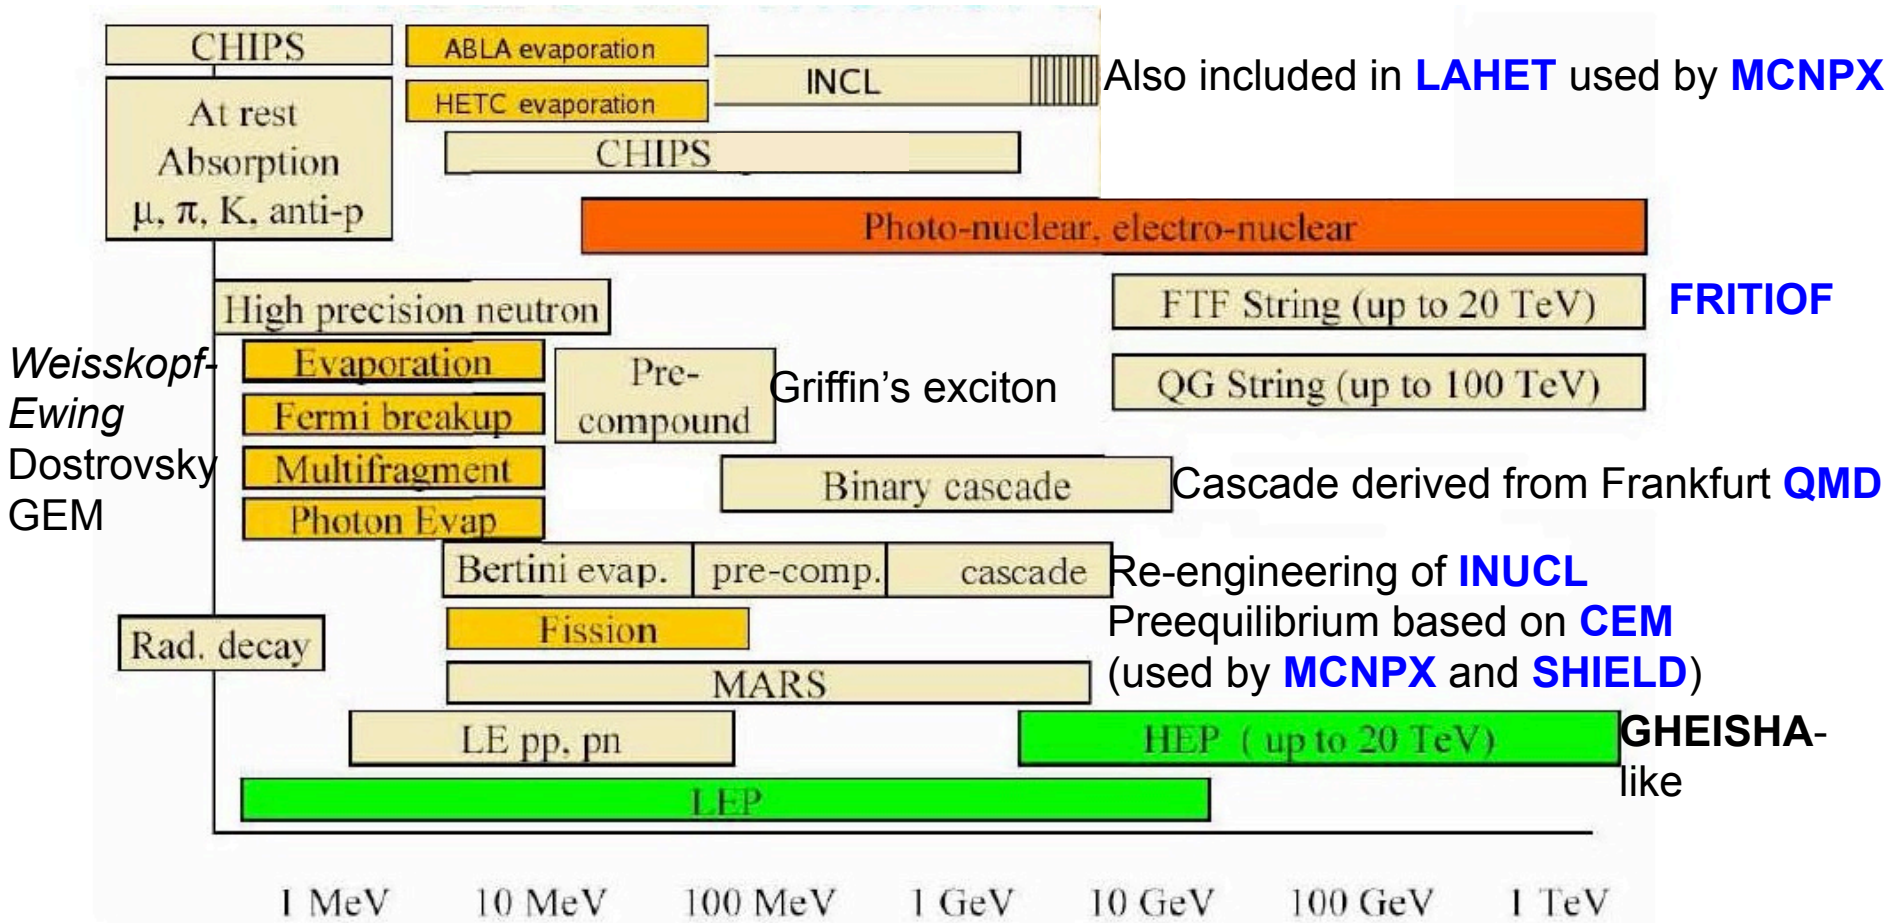 CHIPS
ABLA evaporation
INCL
Also included in LAHET used by MCNPX
HETC evaporation
At rest
Absorption
μ, π, K, anti-p
CHIPS
Photo-nuclear, electro-nuclear
High precision neutron
FTF String (up to 20 TeV)
FRITIOF
Weisskopf-
Ewing
Dostrovsky
GEM
Evaporation
Fermi breakup
Multifragment
Photon Evap
Pre-
compound
Griffin's exciton
QG String (up to 100 TeV)
Binary cascade
Cascade derived from Frankfurt QMD
Bertini evap.
pre-comp.
cascade
Re-engineering of INUCL
Preequilibrium based on CEM
(used by MCNPX and SHIELD)
Fission
Rad. decay
MARS
LE pp, pn
HEP ( up to 20 TeV)
GHEISHA-
like
LEP
1 MeV 10 MeV 100 MeV 1 GeV 10 GeV 100 GeV 1 TeV